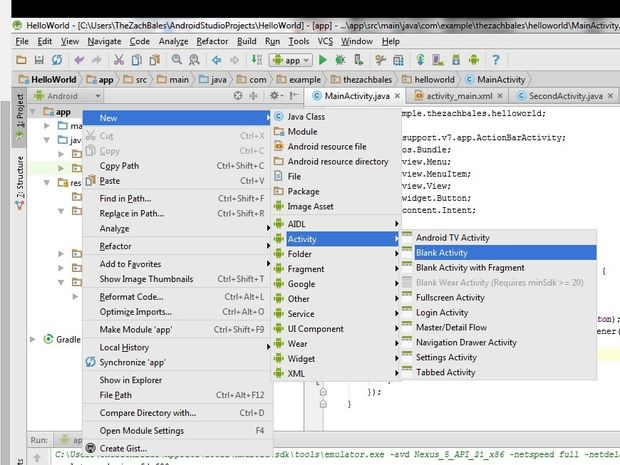 HelloWorld - [C:\Users\TheZachBales\AndroidStudioProjects\HelloWorld] - [app] - ...\app\src\main\java\com\example\thezachbales\helloworld\MainActivity.
File Edit View Navigate Code Analyze Refactor Build Run Tools VCS Window Help
app
HelloWorld app src main java com example thezachbales helloworld MainActivity
Android
MainActivity.java activity_main.xml SecondActivity.java
1: Project
7: Structure
app
ma
jav
res
Gradle
New
Cut Ctrl+X
Copy Ctrl+C
Copy Path Ctrl+Shift+C
Paste Ctrl+V
Find in Path... Ctrl+Shift+F
Replace in Path... Ctrl+Shift+R
Analyze
Refactor
Add to Favorites
Show Image Thumbnails Ctrl+Shift+T
Reformat Code... Ctrl+Alt+L
Optimize Imports... Ctrl+Alt+O
Make Module 'app' Ctrl+Shift+F9
Local History
Synchronize 'app'
Show in Explorer
File Path Ctrl+Alt+F12
Compare Directory with... Ctrl+D
Open Module Settings F4
Create Gist...
Java Class
Module
Android resource file
Android resource directory
File
Package
Image Asset
AIDL
Activity
Folder
Fragment
Google
Other
Service
UI Component
Wear
Widget
XML
Android TV Activity
Blank Activity
Blank Activity with Fragment
Blank Wear Activity (Requires minSdk >= 20)
Fullscreen Activity
Login Activity
Master/Detail Flow
Navigation Drawer Activity
Settings Activity
Tabbed Activity
mple.thezachbales.helloworld;
support.v7.app.ActionBarActivity;
os.Bundle;
view.Menu;
view.MenuItem;
view.View;
widget.Button;
content.Intent;
{
ton);
ener(
});
}
Run: ap
sdk\tools\emulator.exe -avd Nexus_5_API_21_x86 -netspeed full -netdela